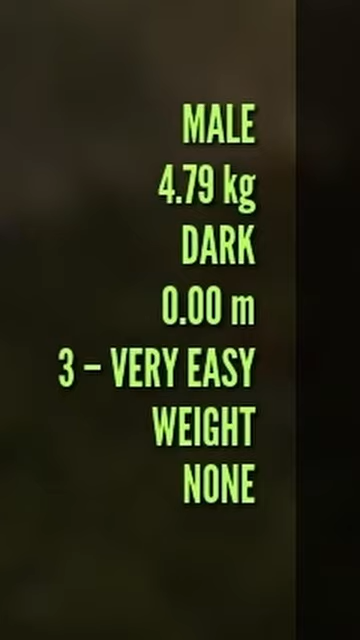 MALE
4.79 kg
DARK
0.00 m
3 – VERY EASY
WEIGHT
NONE